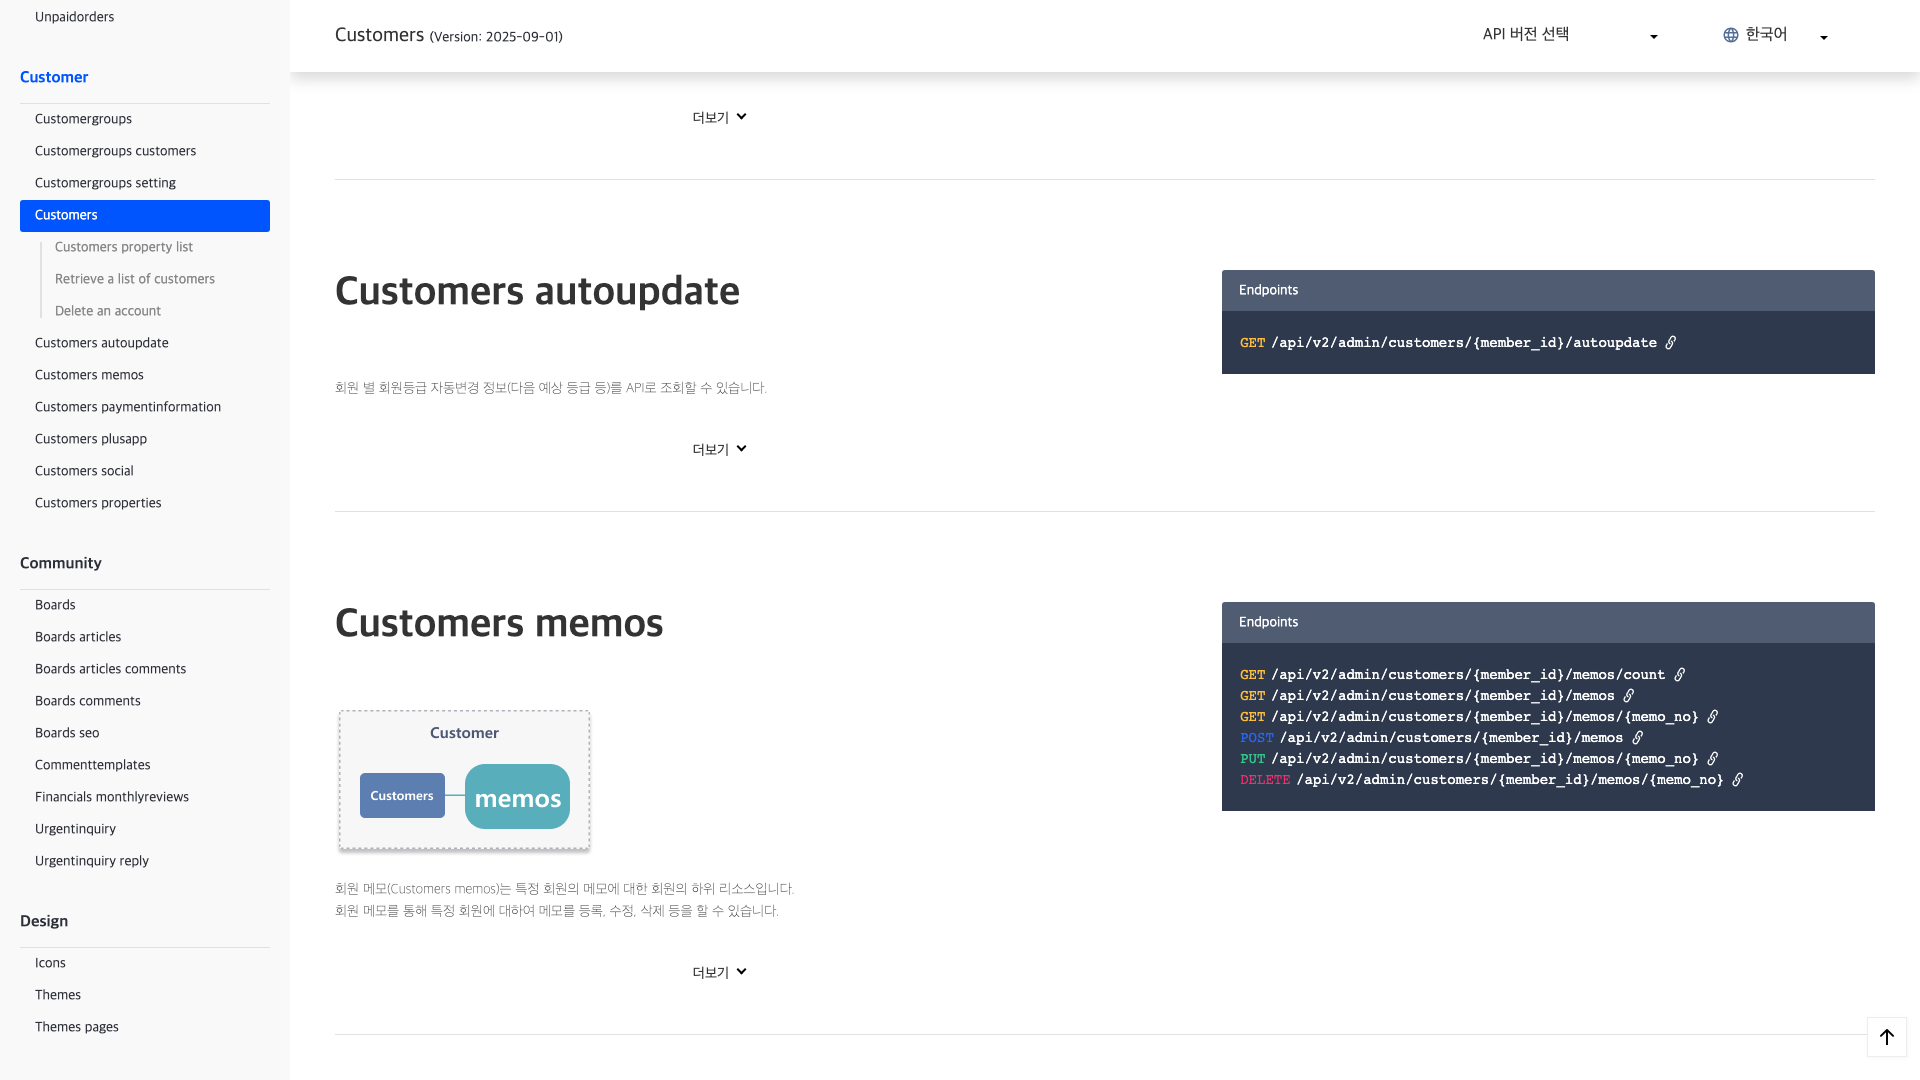 Unpaidorders
Customer
Customergroups
Customergroups customers
Customergroups setting
Customers
Customers property list
Retrieve a list of customers
Delete an account
Customers autoupdate
Customers memos
Customers paymentinformation
Customers plusapp
Customers social
Customers properties
Community
Boards
Boards articles
Boards articles comments
Boards comments
Boards seo
Commenttemplates
Financials monthlyreviews
Urgentinquiry
Urgentinquiry reply
Design
Icons
Themes
Themes pages
Customers (Version: 2025-09-01)
API 버전 선택
한국어
더보기
Customers autoupdate
회원 별 회원등급 자동변경 정보(다음 예상 등급 등)를 API로 조회할 수 있습니다.
더보기
Endpoints
GET /api/v2/admin/customers/{member_id}/autoupdate
Customers memos
Customer
Customers
memos
회원 메모(Customers memos)는 특정 회원의 메모에 대한 회원의 하위 리소스입니다.
회원 메모를 통해 특정 회원에 대하여 메모를 등록, 수정, 삭제 등을 할 수 있습니다.
더보기
Endpoints
GET /api/v2/admin/customers/{member_id}/memos/count
GET /api/v2/admin/customers/{member_id}/memos
GET /api/v2/admin/customers/{member_id}/memos/{memo_no}
POST /api/v2/admin/customers/{member_id}/memos
PUT /api/v2/admin/customers/{member_id}/memos/{memo_no}
DELETE /api/v2/admin/customers/{member_id}/memos/{memo_no}